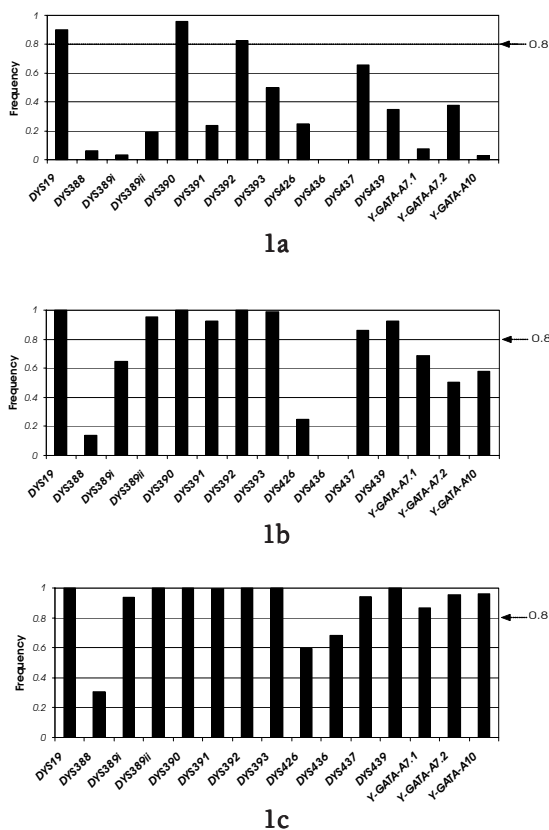 1
0.8
0.6
0.4
0.2
0
Frequency
0.8
DYS19
DYS388
DYS389i
DYS389ii
DYS390
DYS391
DYS392
DYS393
DYS426
DYS436
DYS437
DYS439
Y-GATA-A7.1
Y-GATA-A7.2
Y-GATA-A10
1a
1
0.8
0.6
0.4
0.2
0
Frequency
0.8
DYS19
DYS388
DYS389i
DYS389ii
DYS390
DYS391
DYS392
DYS393
DYS426
DYS436
DYS437
DYS439
Y-GATA-A7.1
Y-GATA-A7.2
Y-GATA-A10
1b
1
0.8
0.6
0.4
0.2
0
Frequency
0.8
DYS19
DYS388
DYS389i
DYS389ii
DYS390
DYS391
DYS392
DYS393
DYS426
DYS436
DYS437
DYS439
Y-GATA-A7.1
Y-GATA-A7.2
Y-GATA-A10
1c